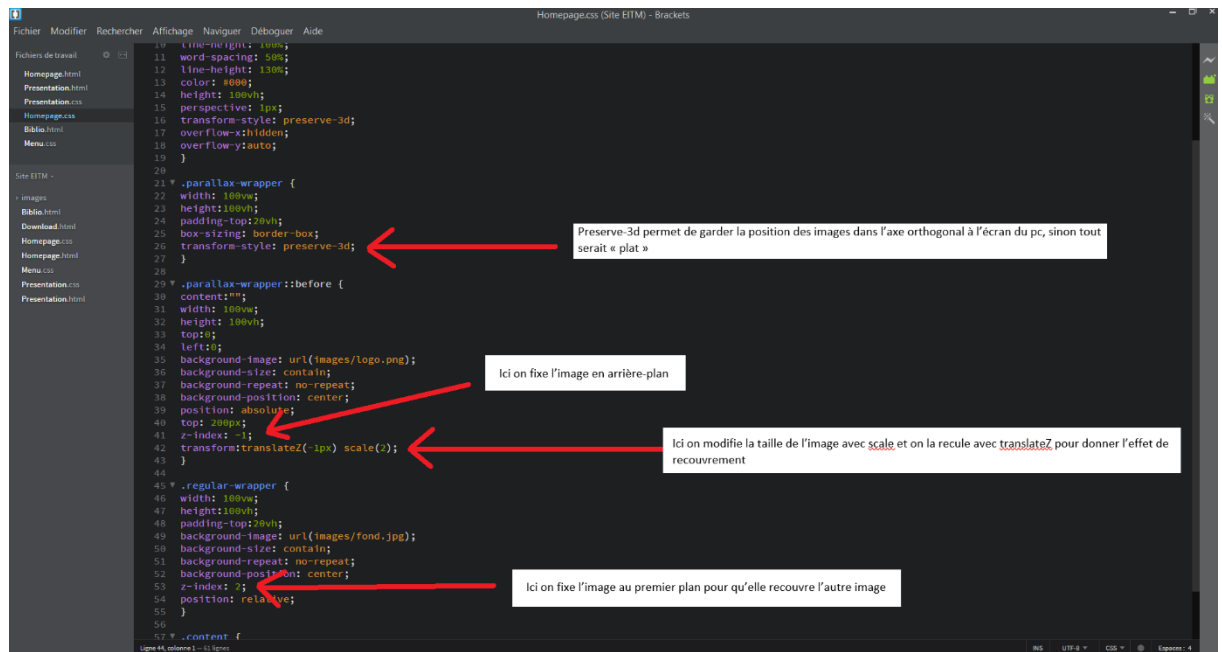 Homepage.css (Site EITM) - Brackets
Fichier Modifier Rechercher Affichage Naviguer Déboguer Aide
Fichiers de travail
Homepage.html
Presentation.html
Presentation.css
Homepage.css
Biblio.html
Menu.css
Site EITM
images
Biblio.html
Download.html
Homepage.css
Homepage.html
Menu.css
Presentation.css
Presentation.html
10 line-height: 100%;
11 word-spacing: 50%;
12 line-height: 130%;
13 color: #000;
14 height: 100vh;
15 perspective: 1px;
16 transform-style: preserve-3d;
17 overflow-x:hidden;
18 overflow-y:auto;
19 }
20
21 .parallax-wrapper {
22 width: 100vw;
23 height:100vh;
24 padding-top:20vh;
25 box-sizing: border-box;
26 transform-style: preserve-3d;
27 }
28
29 .parallax-wrapper::before {
30 content:"";
31 width: 100vw;
32 height: 100vh;
33 top:0;
34 left:0;
35 background-image: url(images/logo.png);
36 background-size: contain;
37 background-repeat: no-repeat;
38 background-position: center;
39 position: absolute;
40 top: 200px;
41 z-index: -1;
42 transform:translateZ(-1px) scale(2);
43 }
44
45 .regular-wrapper {
46 width: 100vw;
47 height:100vh;
48 padding-top:20vh;
49 background-image: url(images/fond.jpg);
50 background-size: contain;
51 background-repeat: no-repeat;
52 background-position: center;
53 z-index: 2;
54 position: relative;
55 }
56
57 .content {
Preserve-3d permet de garder la position des images dans l'axe orthogonal à l'écran du pc, sinon tout
serait « plat »
Ici on fixe l'image en arrière-plan
Ici on modifie la taille de l'image avec scale et on la recule avec translateZ pour donner l'effet de
recouvrement
Ici on fixe l'image au premier plan pour qu'elle recouvre l'autre image
Ligne 44, colonne 1 — 61 lignes
INS UTF-8 CSS Espaces: 4